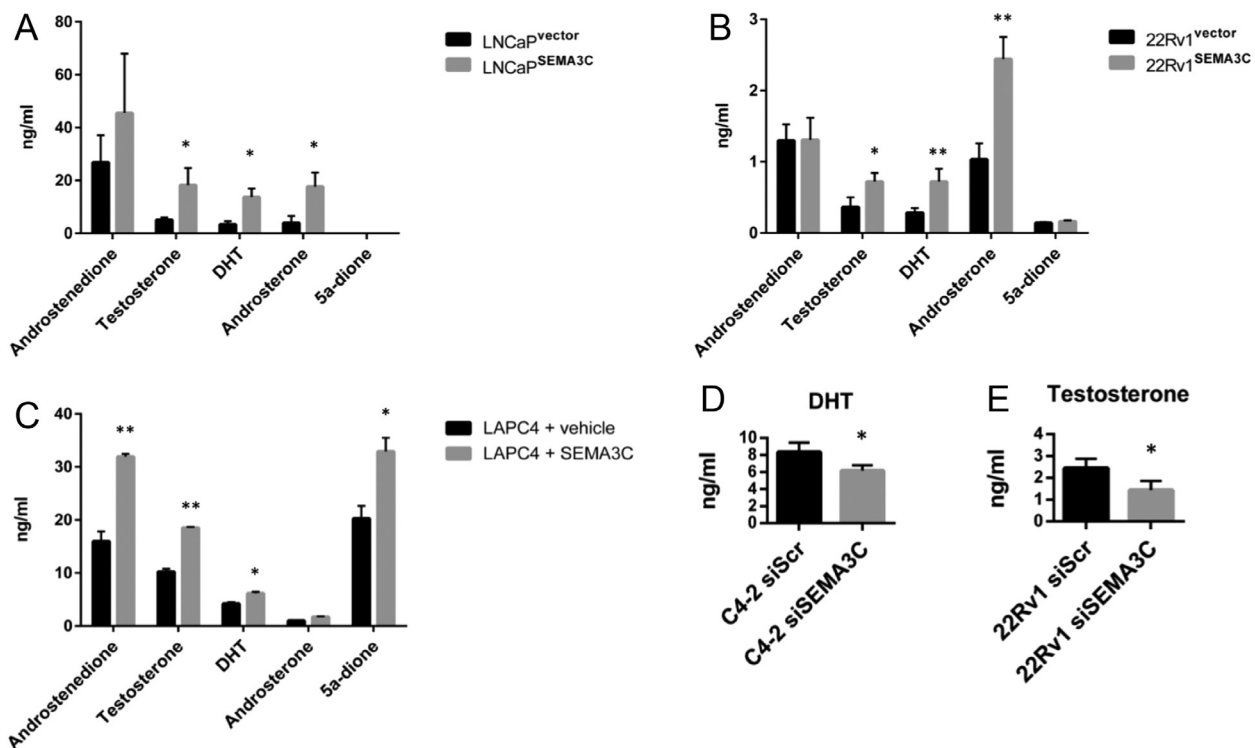 A
80
60
40
20
0
ng/ml
LNCaPvector
LNCaPSEMA3C
*
*
*
Androstenedione
Testosterone
DHT
Androsterone
5a-dione
B
3
2
1
0
ng/ml
22Rv1vector
22Rv1SEMA3C
*
**
**
Androstenedione
Testosterone
DHT
Androsterone
5a-dione
C
40
30
20
10
0
ng/ml
LAPC4 + vehicle
LAPC4 + SEMA3C
**
**
*
*
Androstenedione
Testosterone
DHT
Androsterone
5a-dione
D
DHT
10
8
6
4
2
0
ng/ml
*
C4-2 siScr
C4-2 siSEMA3C
E
Testosterone
4
3
2
1
0
ng/ml
*
22Rv1 siScr
22Rv1 siSEMA3C